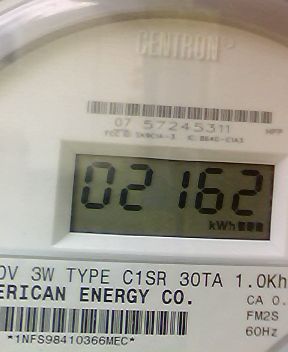 CENTRON®
07 57245311
02162
kWh
0V 3W TYPE C1SR 30TA 1.0Kh
ERICAN ENERGY CO.
CA 0.
FM2S
60Hz
*1NFS98410366MEC*